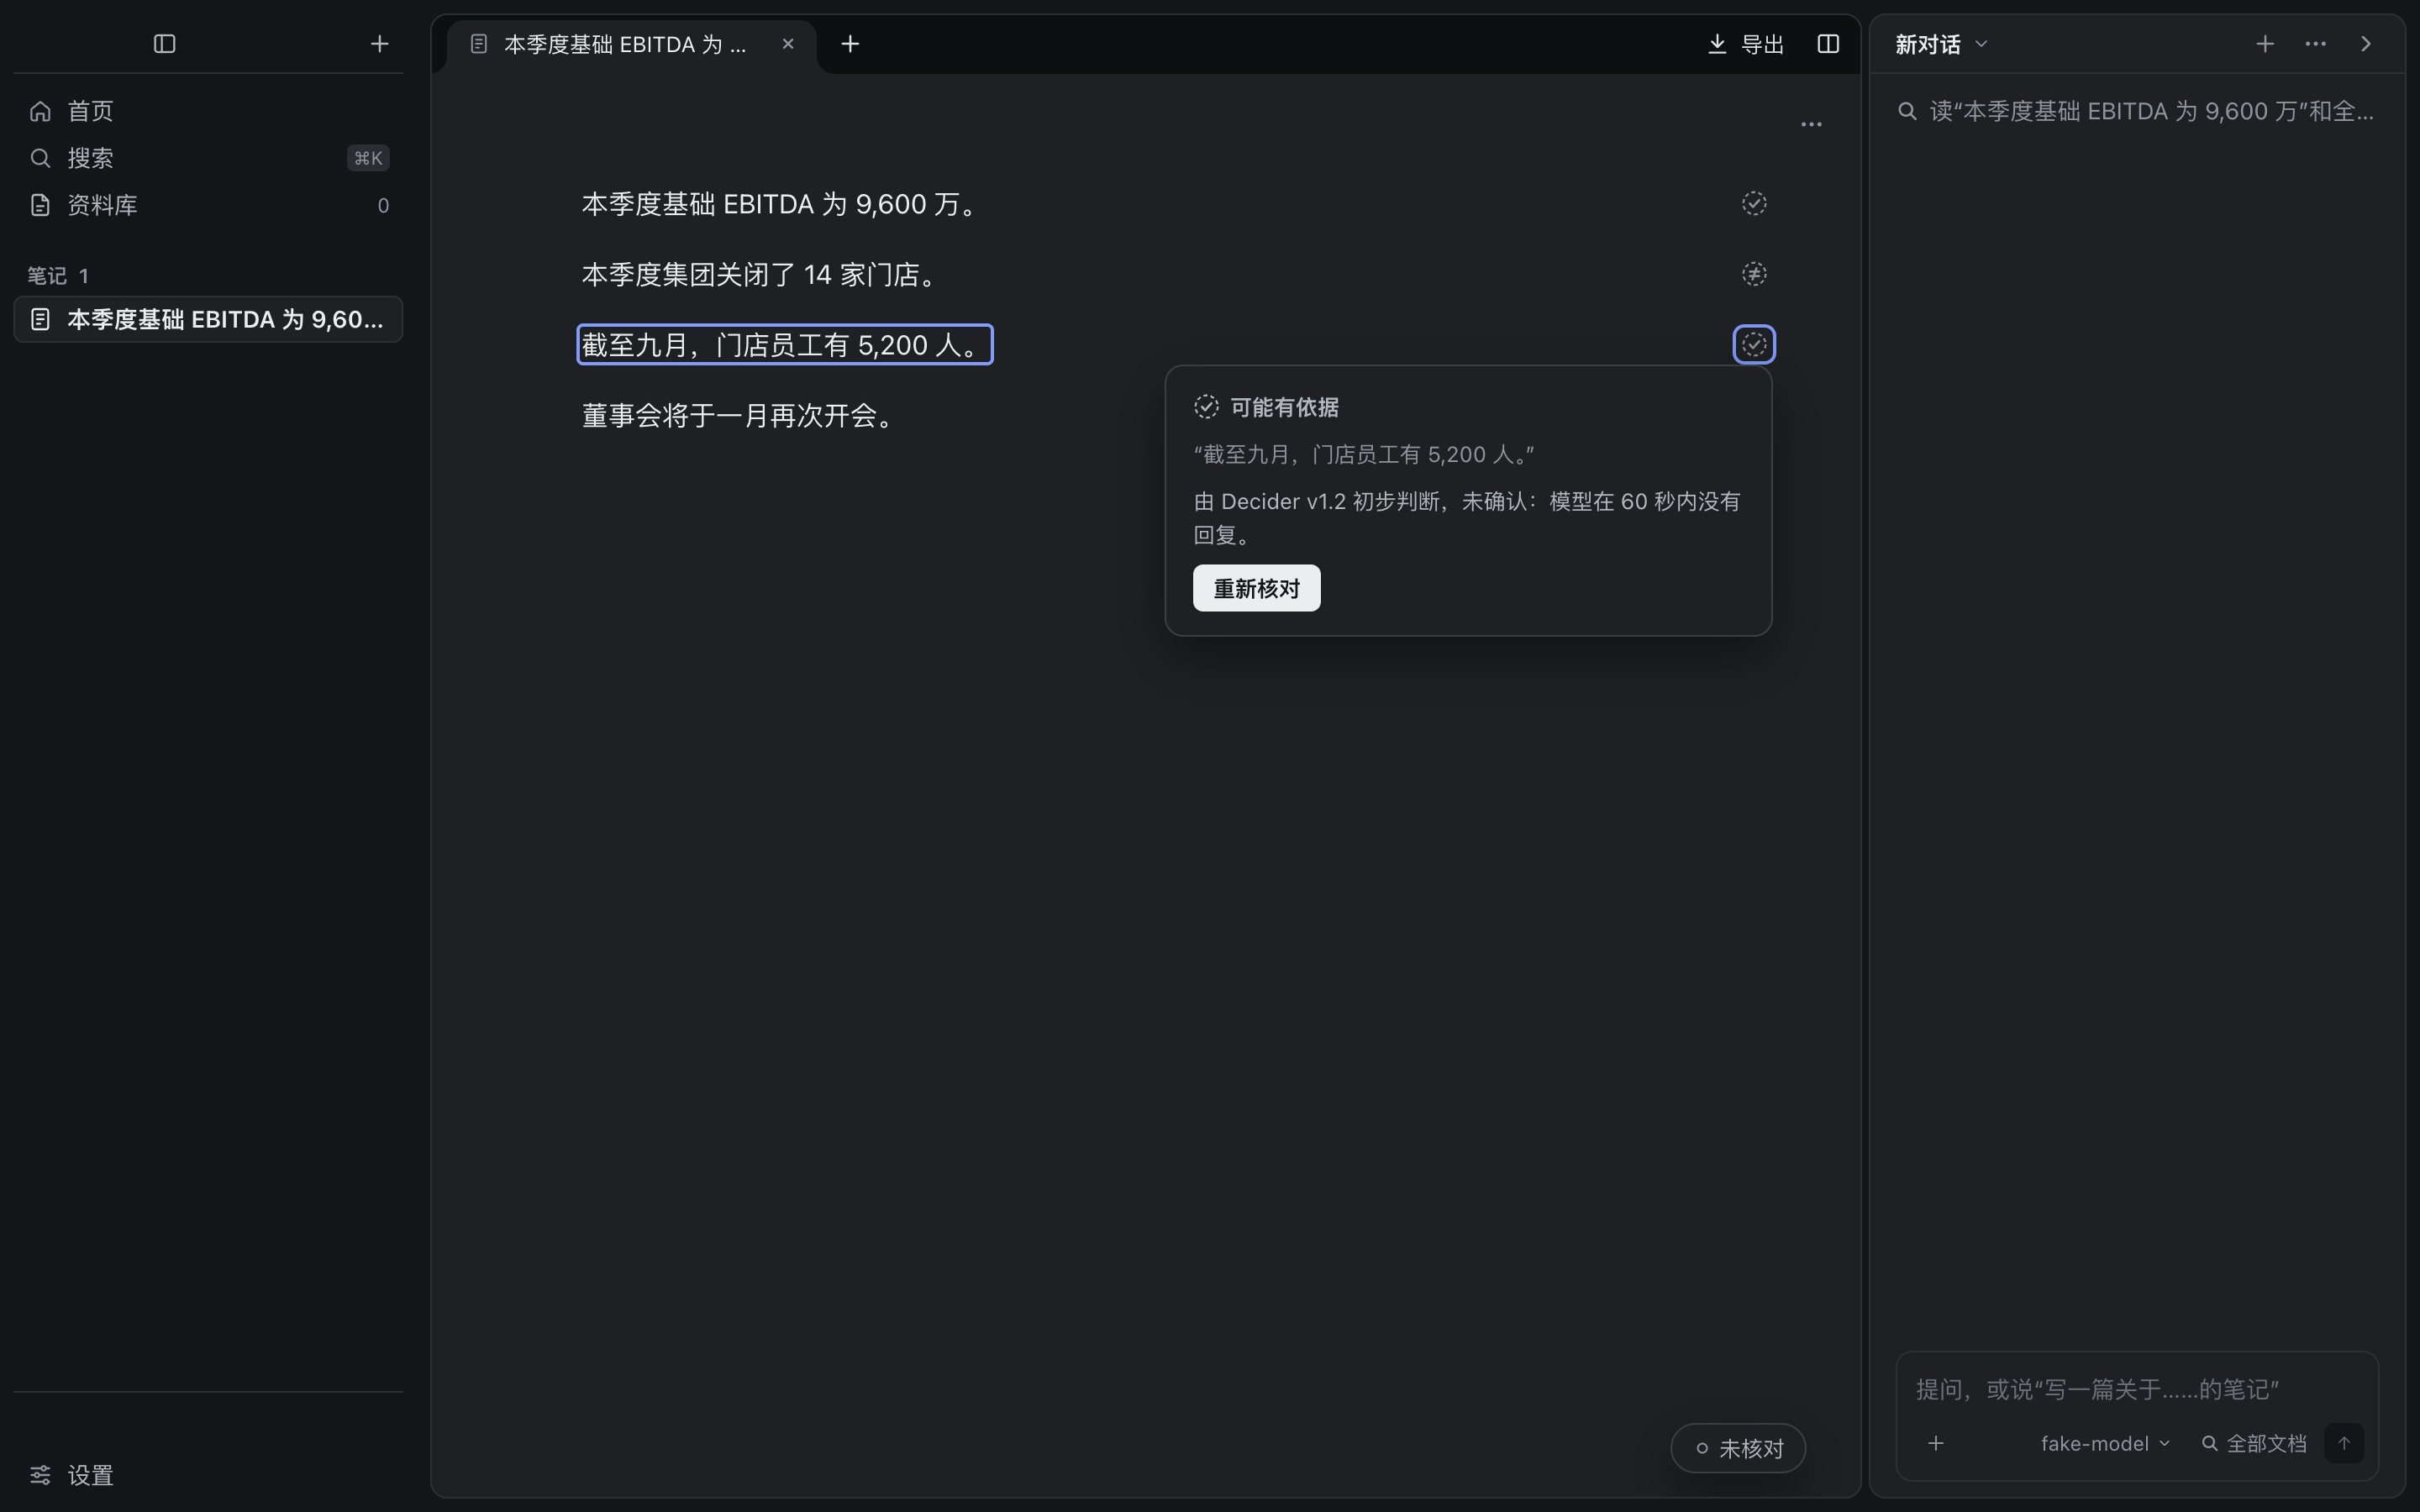 首页
搜索 ⌘K
资料库 0
笔记 1
本季度基础 EBITDA 为 9,60...
设置
本季度基础 EBITDA 为 ...
导出
本季度基础 EBITDA 为 9,600 万。
本季度集团关闭了 14 家门店。
截至九月，门店员工有 5,200 人。
董事会将于一月再次开会。
可能有依据
“截至九月，门店员工有 5,200 人。”
由 Decider v1.2 初步判断，未确认：模型在 60 秒内没有
回复。
重新核对
未核对
新对话
读“本季度基础 EBITDA 为 9,600 万”和全...
提问，或说“写一篇关于……的笔记”
fake-model 全部文档